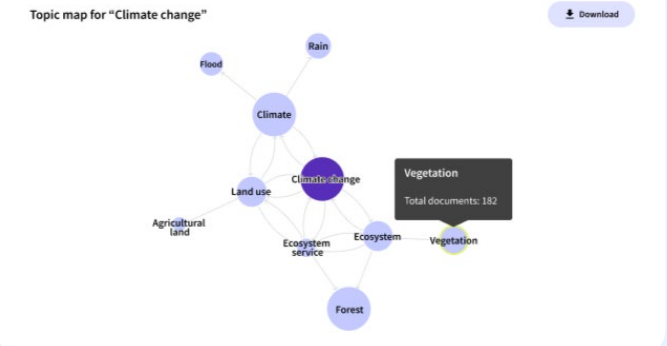 Topic map for “Climate change”
Download
Rain
Flood
Climate
Vegetation
Total documents: 182
Climate change
Land use
Agricultural
land
Ecosystem
service
Ecosystem
Vegetation
Forest